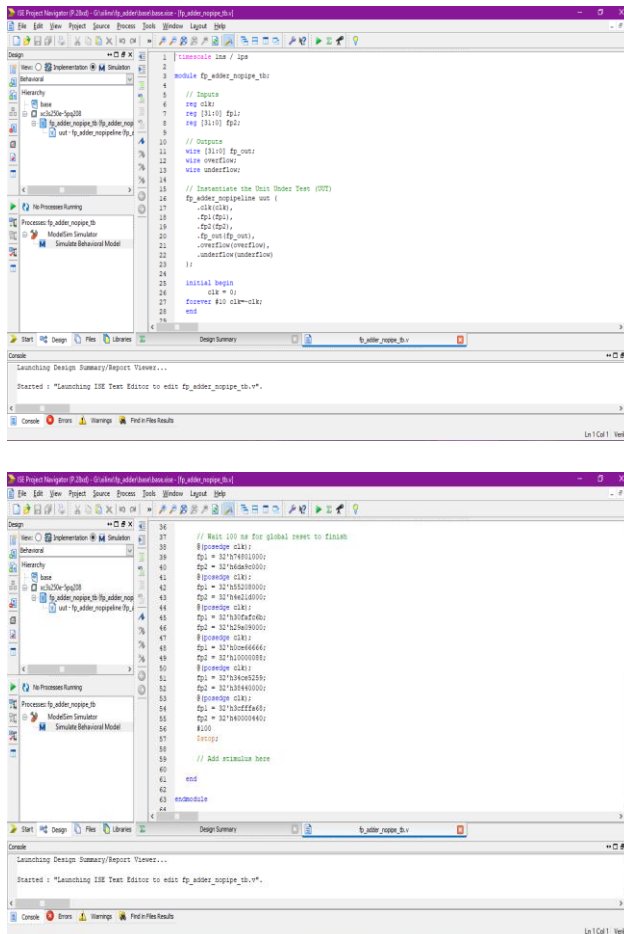 ISE Project Navigator (P.28xd) - G:\xilinx\fp_adder\base\base.xise - [fp_adder_nopipe_tb.v]
File Edit View Project Source Process Tools Window Layout Help
Design
View: Implementation Simulation
Behavioral
Hierarchy
base
xc3s250e-5pq208
fp_adder_nopipe_tb (fp_adder_nop
uut - fp_adder_nopipeline (fp_a
No Processes Running
Processes: fp_adder_nopipe_tb
ModelSim Simulator
Simulate Behavioral Model
1 `timescale 1ns / 1ps
2
3 module fp_adder_nopipe_tb;
4
5 // Inputs
6 reg clk;
7 reg [31:0] fp1;
8 reg [31:0] fp2;
9
10 // Outputs
11 wire [31:0] fp_out;
12 wire overflow;
13 wire underflow;
14
15 // Instantiate the Unit Under Test (UUT)
16 fp_adder_nopipeline uut (
17 .clk(clk),
18 .fp1(fp1),
19 .fp2(fp2),
20 .fp_out(fp_out),
21 .overflow(overflow),
22 .underflow(underflow)
23 );
24
25 initial begin
26 clk = 0;
27 forever #10 clk=~clk;
28 end
29
Start Design Files Libraries
Design Summary fp_adder_nopipe_tb.v
Console
Launching Design Summary/Report Viewer...
Started : "Launching ISE Text Editor to edit fp_adder_nopipe_tb.v".
Console Errors Warnings Find in Files Results
Ln 1 Col 1 Veril
ISE Project Navigator (P.28xd) - G:\xilinx\fp_adder\base\base.xise - [fp_adder_nopipe_tb.v]
File Edit View Project Source Process Tools Window Layout Help
Design
View: Implementation Simulation
Behavioral
Hierarchy
base
xc3s250e-5pq208
fp_adder_nopipe_tb (fp_adder_nop
uut - fp_adder_nopipeline (fp_a
No Processes Running
Processes: fp_adder_nopipe_tb
ModelSim Simulator
Simulate Behavioral Model
36
37 // Wait 100 ns for global reset to finish
38 @(posedge clk);
39 fp1 = 32'h74801000;
40 fp2 = 32'h6da9c000;
41 @(posedge clk);
42 fp1 = 32'h55208000;
43 fp2 = 32'h4e21d000;
44 @(posedge clk);
45 fp1 = 32'h30fafc6b;
46 fp2 = 32'h29a09000;
47 @(posedge clk);
48 fp1 = 32'h0ce66666;
49 fp2 = 32'h10000088;
50 @(posedge clk);
51 fp1 = 32'h34ce5259;
52 fp2 = 32'h38440000;
53 @(posedge clk);
54 fp1 = 32'h3cfffa68;
55 fp2 = 32'h40000440;
56 #100
57 $stop;
58
59 // Add stimulus here
60
61 end
62
63 endmodule
64
Start Design Files Libraries
Design Summary fp_adder_nopipe_tb.v
Console
Launching Design Summary/Report Viewer...
Started : "Launching ISE Text Editor to edit fp_adder_nopipe_tb.v".
Console Errors Warnings Find in Files Results
Ln 1 Col 1 Veril